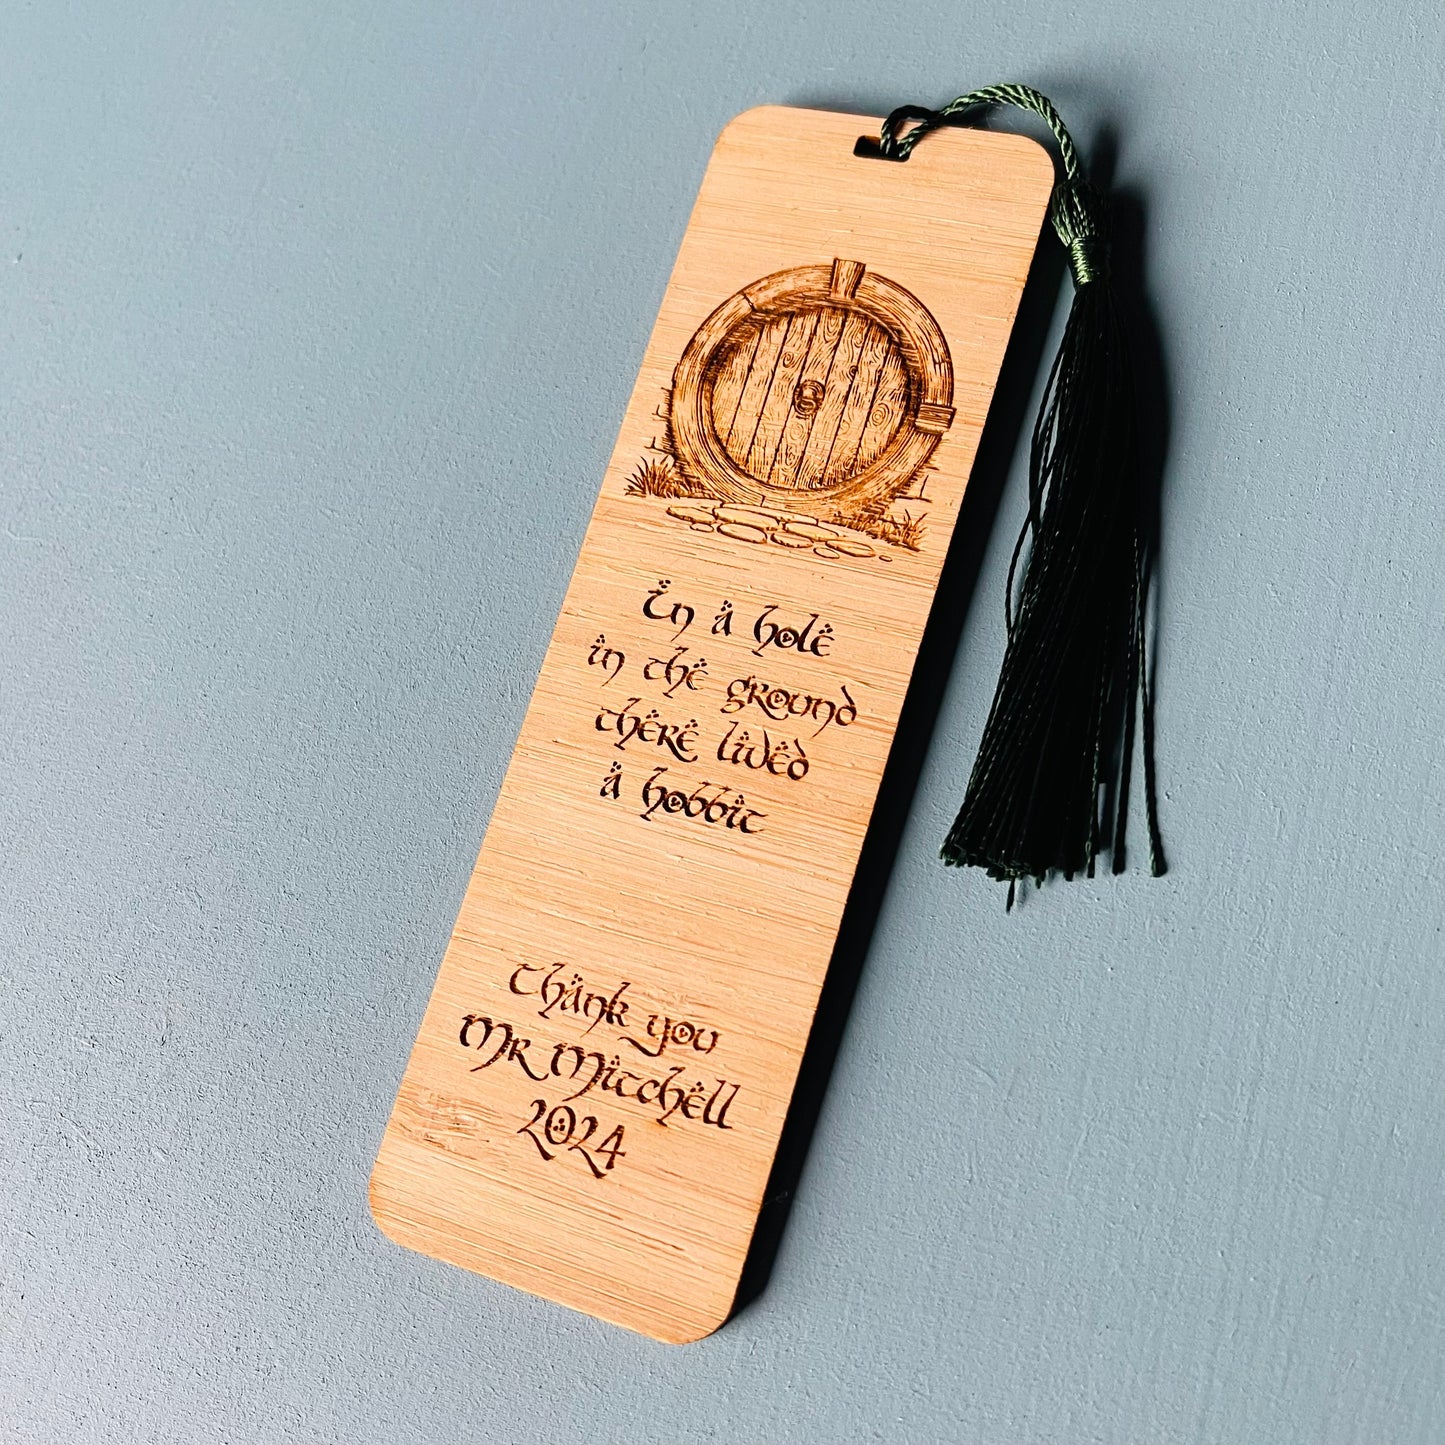 In a hole
in the ground
there lived
a hobbit
Thank you
Mr Mitchell
2024